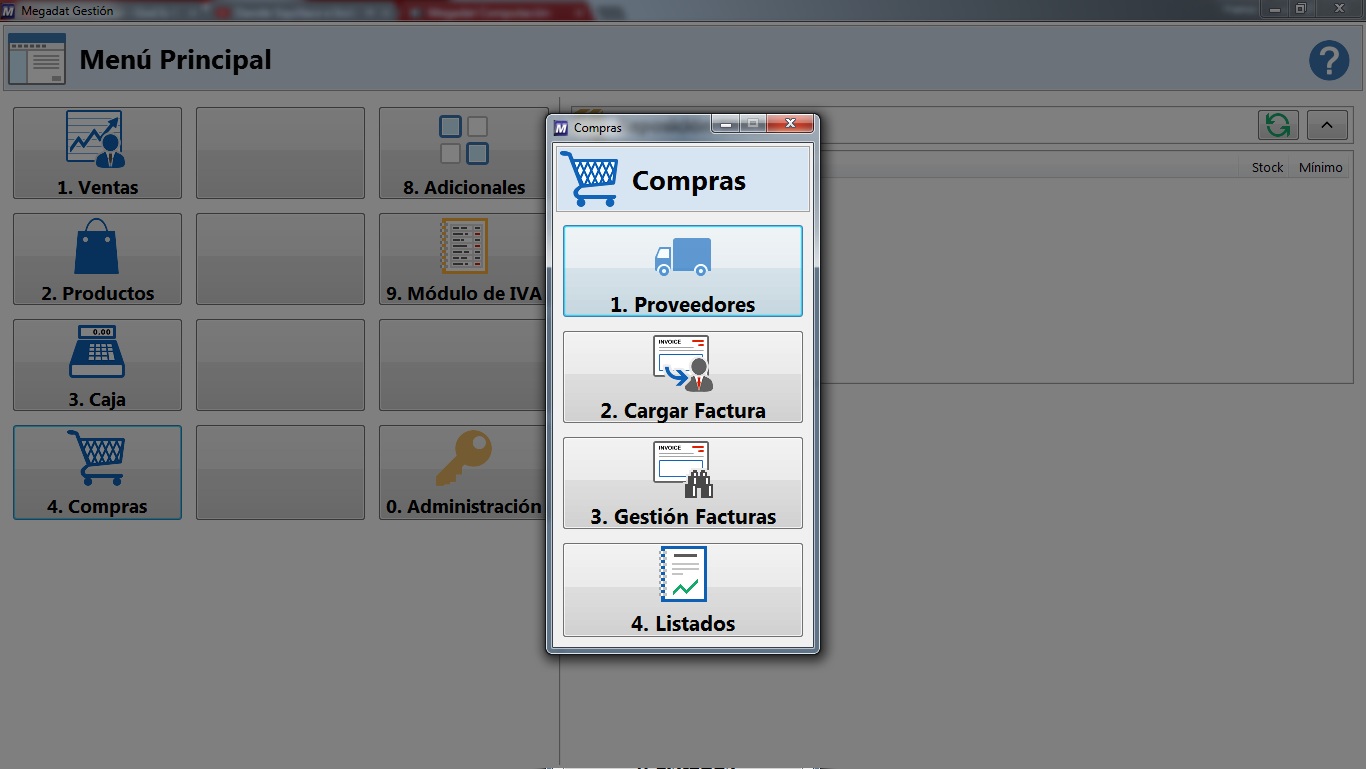 Megadat Gestión
Menú Principal
1. Ventas
8. Adicionales
2. Productos
9. Módulo de IVA
3. Caja
4. Compras
0. Administración
Stock
Mínimo
Compras
Compras
1. Proveedores
INVOICE
2. Cargar Factura
INVOICE
3. Gestión Facturas
4. Listados
0,00
?